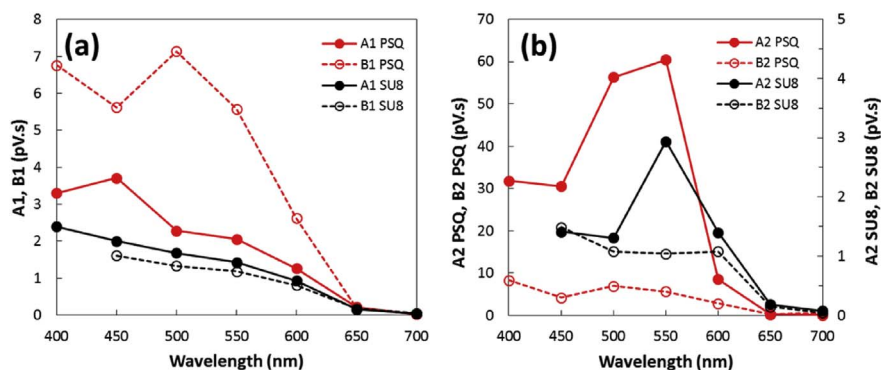 (a)
A1 PSQ
B1 PSQ
A1 SU8
B1 SU8
8
7
6
5
4
3
2
1
0
A1, B1 (pV.s)
400 450 500 550 600 650 700
Wavelength (nm)
(b)
A2 PSQ
B2 PSQ
A2 SU8
B2 SU8
70
60
50
40
30
20
10
0
A2 PSQ, B2 PSQ (pV.s)
5
4
3
2
1
0
A2 SU8, B2 SU8 (pV.s)
400 450 500 550 600 650 700
Wavelength (nm)